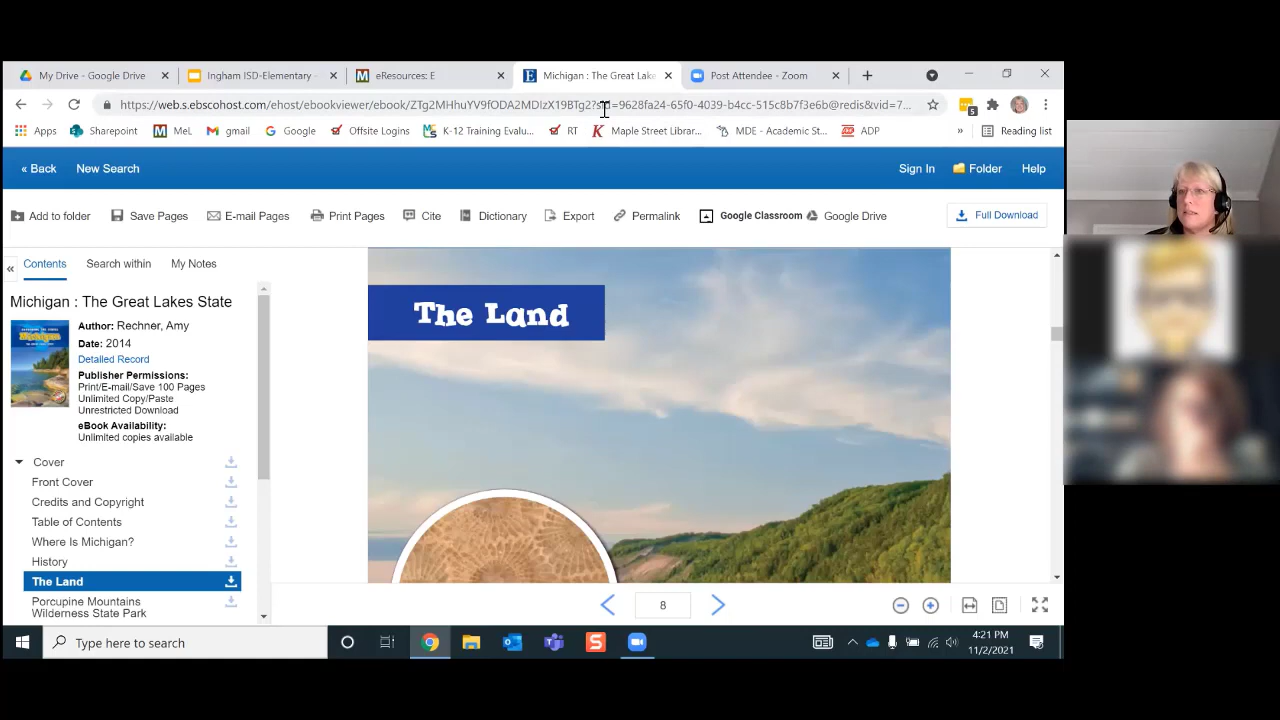 My Drive - Google Drive
Ingham ISD-Elementary -
eResources: E
Michigan : The Great Lake
Post Attendee - Zoom
https://web.s.ebscohost.com/ehost/ebookviewer/ebook/ZTg2MHhuYV9fODA2MDIzX19BTg2?sid=9628fa24-65f0-4039-b4cc-515c8b7f3e6b@redis&vid=7...
5
Apps
Sharepoint
MeL
gmail
Google
Offsite Logins
K-12 Training Evalu...
RT
Maple Street Librar...
MDE - Academic St...
ADP
»
Reading list
« Back
New Search
Sign In
Folder
Help
Add to folder
Save Pages
E-mail Pages
Print Pages
Cite
Dictionary
Export
Permalink
Google Classroom
Google Drive
Full Download
«
Contents
Search within
My Notes
Michigan : The Great Lakes State
Author: Rechner, Amy
Date: 2014
Detailed Record
Publisher Permissions:
Print/E-mail/Save 100 Pages
Unlimited Copy/Paste
Unrestricted Download
eBook Availability:
Unlimited copies available
Cover
Front Cover
Credits and Copyright
Table of Contents
Where Is Michigan?
History
The Land
Porcupine Mountains
Wilderness State Park
The Land
8
Type here to search
4:21 PM
11/2/2021